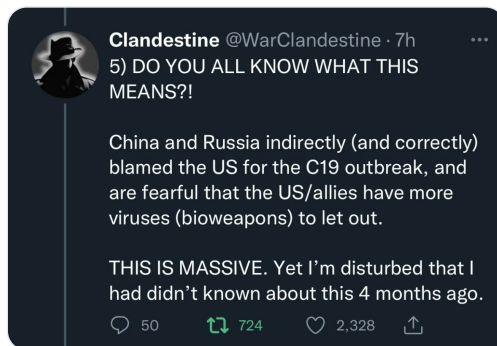 Clandestine @WarClandestine · 7h
5) DO YOU ALL KNOW WHAT THIS
MEANS?!
China and Russia indirectly (and correctly)
blamed the US for the C19 outbreak, and
are fearful that the US/allies have more
viruses (bioweapons) to let out.
THIS IS MASSIVE. Yet I’m disturbed that I
had didn’t known about this 4 months ago.
50 724 2,328